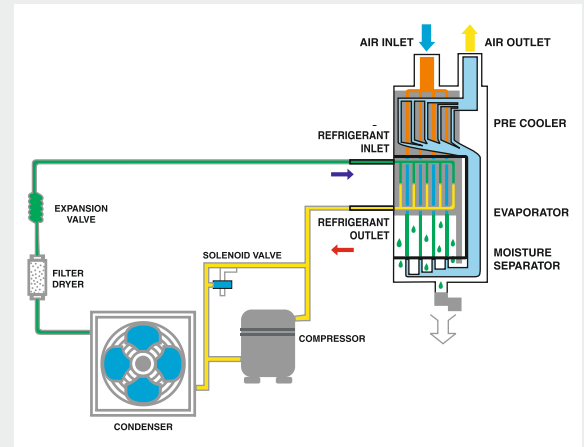 AIR INLET
AIR OUTLET
PRE COOLER
REFRIGERANT
INLET
EXPANSION
VALVE
EVAPORATOR
REFRIGERANT
OUTLET
MOISTURE
SEPARATOR
SOLENOID VALVE
FILTER
DRYER
COMPRESSOR
CONDENSER